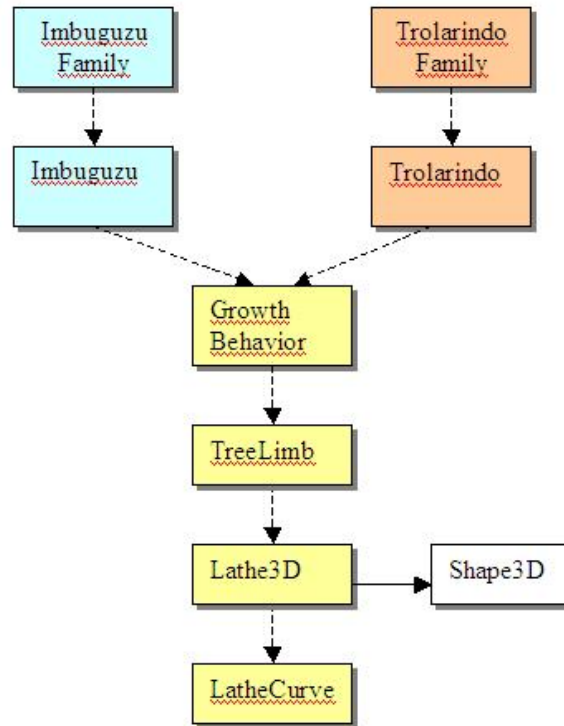 Imbuguzu
Family
Trolarindo
Family
Imbuguzu
Trolarindo
Growth
Behavior
TreeLimb
Lathe3D
Shape3D
LatheCurve